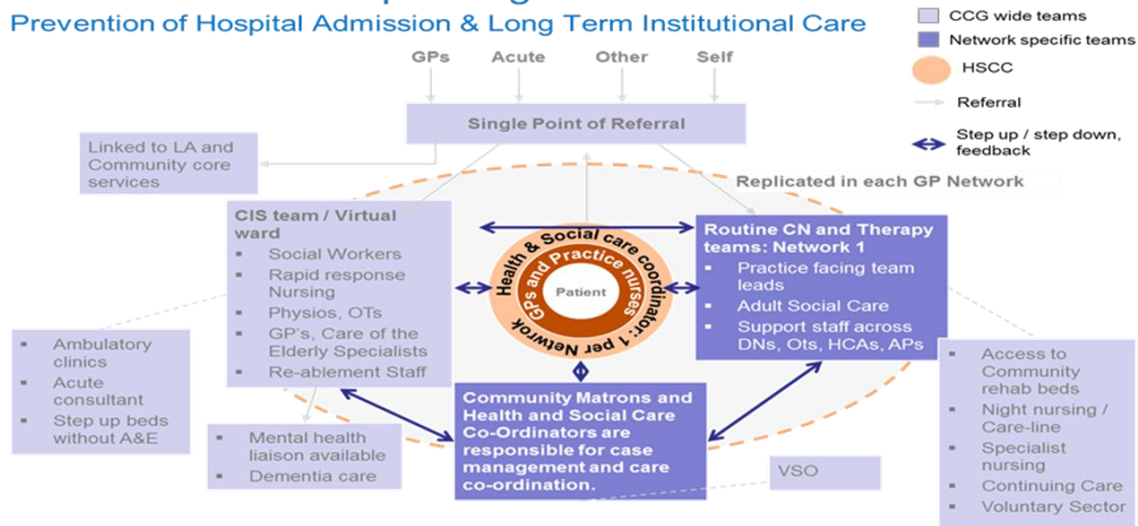 Prevention of Hospital Admission & Long Term Institutional Care
CCG wide teams
Network specific teams
HSCC
Referral
Step up / step down,
feedback
GPs
Acute
Other
Self
Single Point of Referral
Linked to LA and
Community core
services
Replicated in each GP Network
CIS team / Virtual
ward
▪ Social Workers
▪ Rapid response
Nursing
▪ Physios, OTs
▪ GP's, Care of the
Elderly Specialists
▪ Re-ablement Staff
Health & Social care coordinator: 1 per Netwrok
GPs and Practice nurses
Patient
Routine CN and Therapy
teams: Network 1
▪ Practice facing team
leads
▪ Adult Social Care
▪ Support staff across
DNs, Ots, HCAs, APs
▪ Ambulatory
clinics
▪ Acute
consultant
▪ Step up beds
without A&E
▪ Mental health
liaison available
▪ Dementia care
Community Matrons and
Health and Social Care
Co-Ordinators are
responsible for case
management and care
co-ordination.
VSO
▪ Access to
Community
rehab beds
▪ Night nursing /
Care-line
▪ Specialist
nursing
▪ Continuing Care
▪ Voluntary Sector